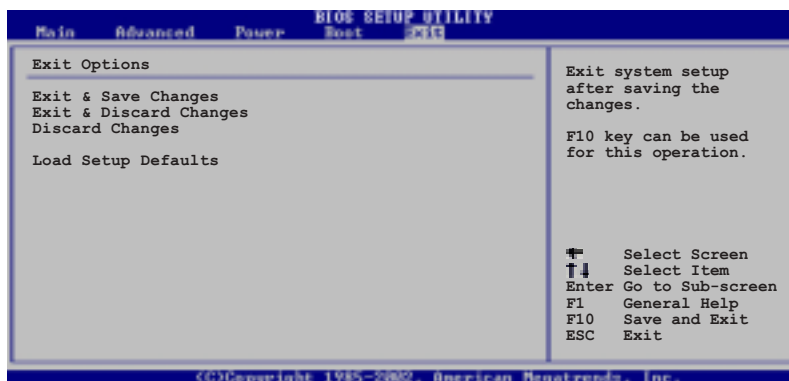 BIOS SETUP UTILITY
Main Advanced Power Boot Exit
Exit Options
Exit & Save Changes
Exit & Discard Changes
Discard Changes
Load Setup Defaults
Exit system setup
after saving the
changes.
F10 key can be used
for this operation.
Select Screen
↑↓ Select Item
Enter Go to Sub-screen
F1 General Help
F10 Save and Exit
ESC Exit
(C)Copyright 1985-2002, American Megatrends, Inc.